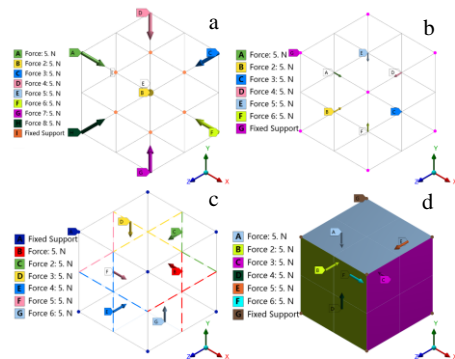 a
D
A Force: 5. N
B Force 2: 5. N
C Force 3: 5. N
D Force 4: 5. N
E Force 5: 5. N
F Force 6: 5. N
G Force 7: 5. N
H Force 8: 5. N
I Fixed Support
A
C
E
B
F
Y
Z
X
b
A Force: 5. N
B Force 2: 5. N
C Force 3: 5. N
D Force 4: 5. N
E Force 5: 5. N
F Force 6: 5. N
G Fixed Support
G
E
A
D
B
C
F
Y
Z
X
c
A Fixed Support
B Force: 5. N
C Force 2: 5. N
D Force 3: 5. N
E Force 4: 5. N
F Force 5: 5. N
G Force 6: 5. N
A
D
C
F
B
E
G
Y
Z
X
d
A Force: 5. N
B Force 2: 5. N
C Force 3: 5. N
D Force 4: 5. N
E Force 5: 5. N
F Force 6: 5. N
G Fixed Support
G
A
B
Y
Z
X